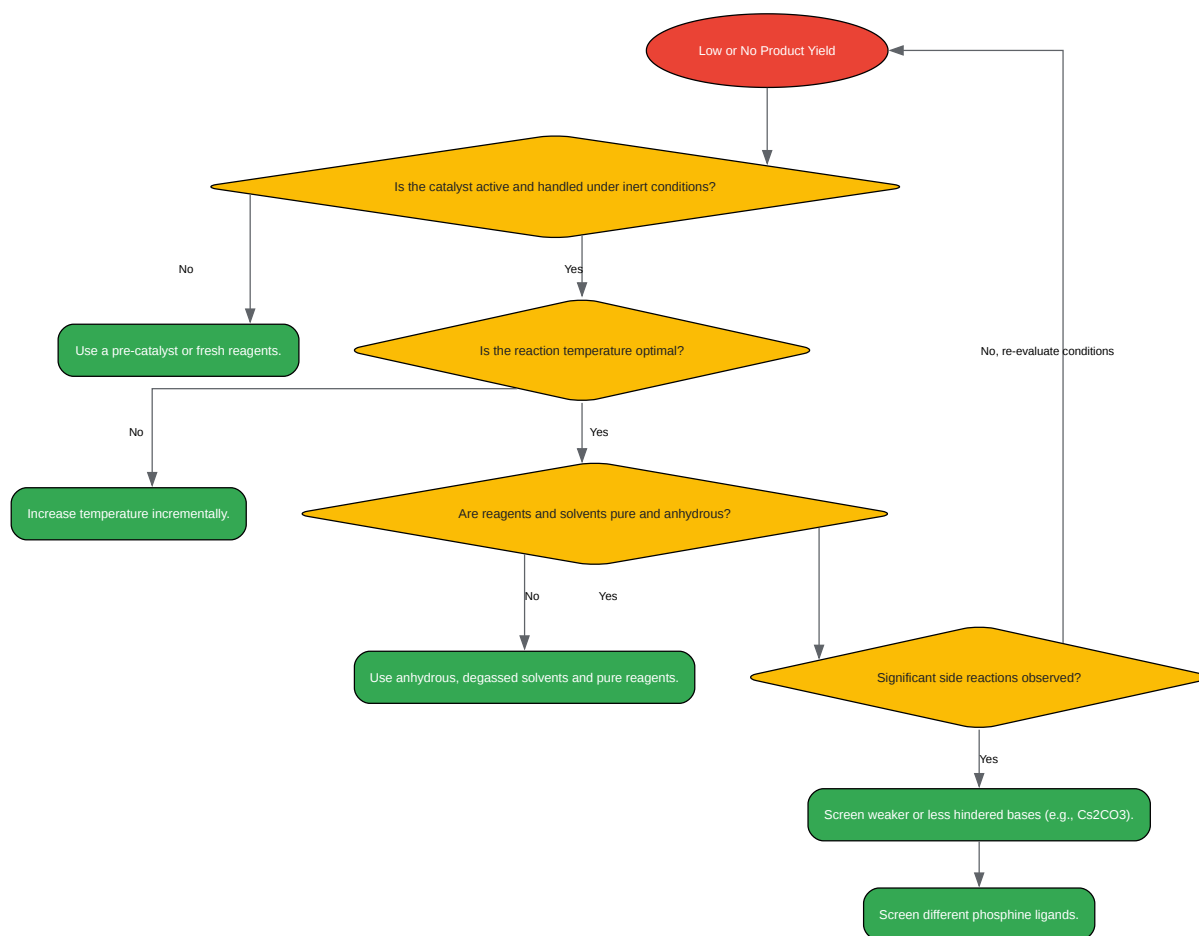 Low or No Product Yield
Is the catalyst active and handled under inert conditions?
No
Yes
Use a pre-catalyst or fresh reagents.
Is the reaction temperature optimal?
No, re-evaluate conditions
No
Yes
Increase temperature incrementally.
Are reagents and solvents pure and anhydrous?
No
Yes
Use anhydrous, degassed solvents and pure reagents.
Significant side reactions observed?
Yes
Screen weaker or less hindered bases (e.g., Cs2CO3).
Screen different phosphine ligands.